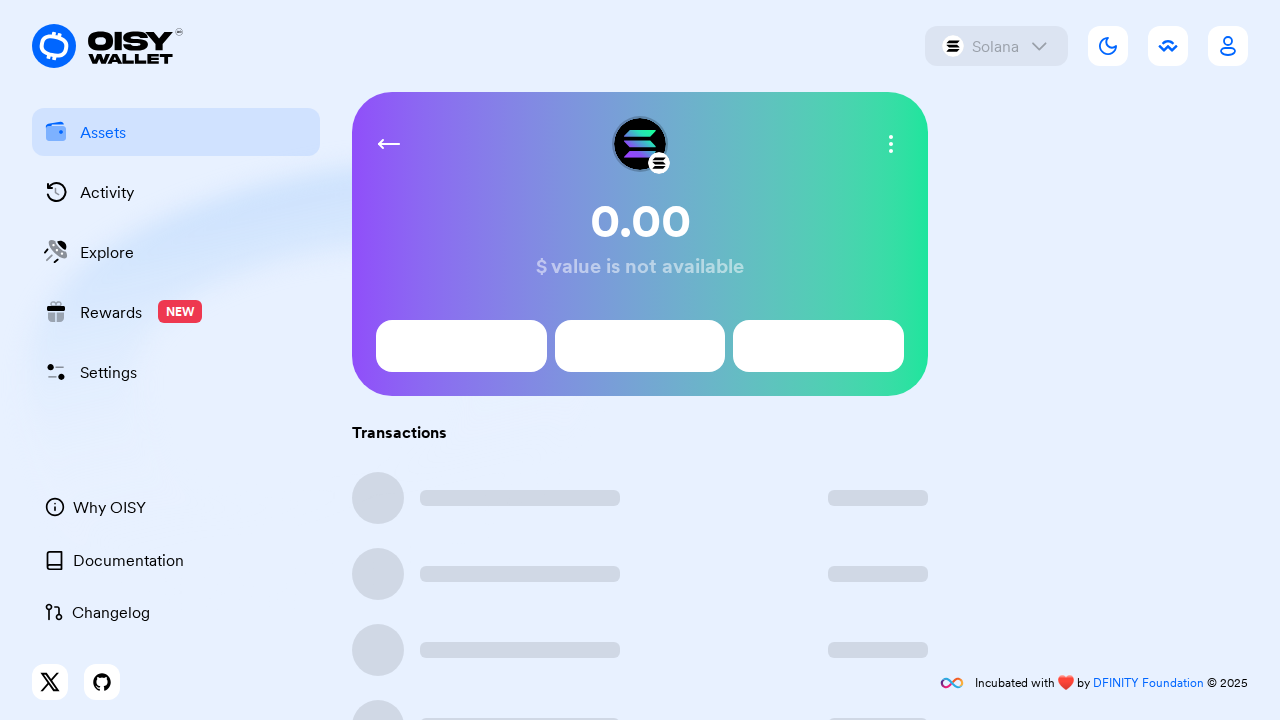 OISY
WALLET
Solana
Assets
Activity
Explore
Rewards NEW
Settings
Why OISY
Documentation
Changelog
0.00
$ value is not available
Transactions
Incubated with ❤️ by DFINITY Foundation © 2025